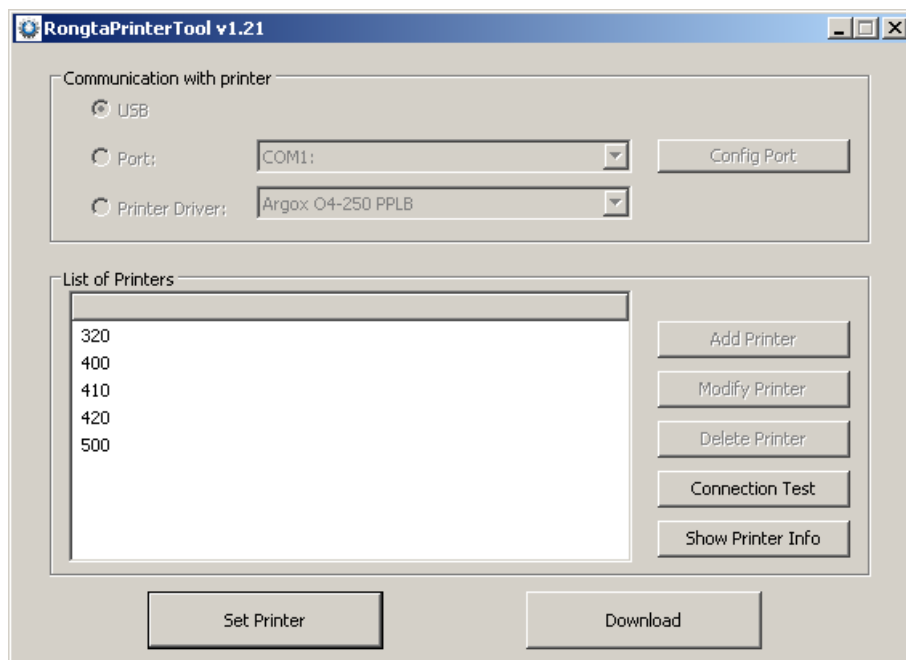 RongtaPrinterTool v1.21
Communication with printer
USB
Port: COM1: Config Port
Printer Driver: Argox O4-250 PPLB
List of Printers
320
400
410
420
500
Add Printer
Modify Printer
Delete Printer
Connection Test
Show Printer Info
Set Printer Download